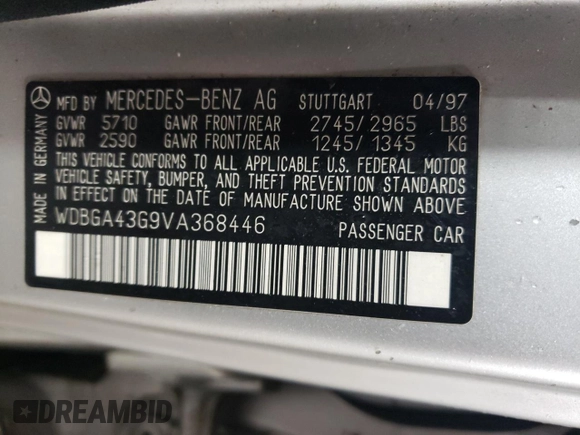 MFD BY MERCEDES-BENZ AG STUTTGART 04/97
GVWR 5710 GAWR FRONT/REAR 2745/2965 LBS
GVWR 2590 GAWR FRONT/REAR 1245/1345 KG
THIS VEHICLE CONFORMS TO ALL APPLICABLE U.S. FEDERAL MOTOR
VEHICLE SAFETY, BUMPER, AND THEFT PREVENTION STANDARDS
IN EFFECT ON THE DATE OF MANUFACTURE SHOWN ABOVE.
WDBGA43G9VA368446 PASSENGER CAR
MADE IN GERMANY
DREAMBID